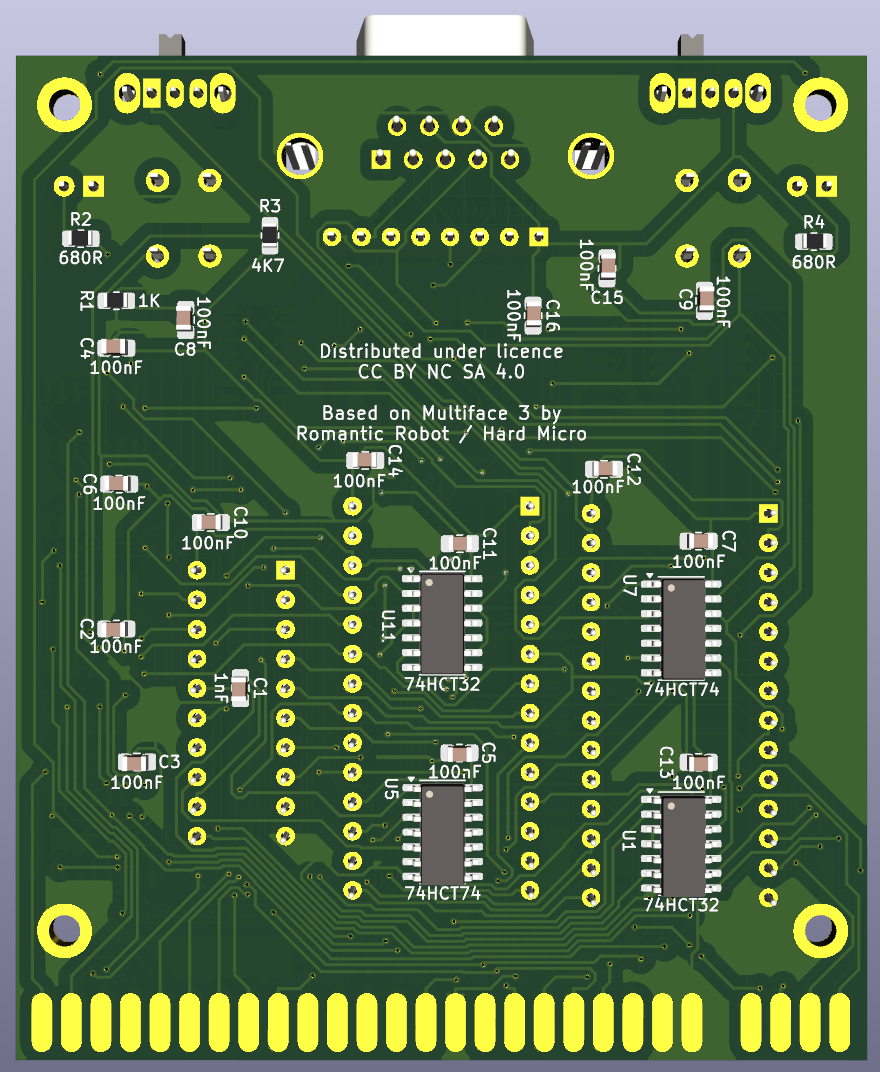 R3
R2
680R
4K7
R4
680R
100nF
C15
R1
1K
100nF
C8
C4
100nF
100nF
C16
C9
100nF
Distributed under licence
CC BY NC SA 4.0
Based on Multiface 3 by
Romantic Robot / Hard Micro
C14
100nF
C12
100nF
C6
100nF
C10
100nF
C11
100nF
C7
100nF
U11
74HCT32
U7
74HCT74
C2
100nF
1nF
C1
C3
100nF
C5
100nF
C13
100nF
U5
74HCT74
U1
74HCT32